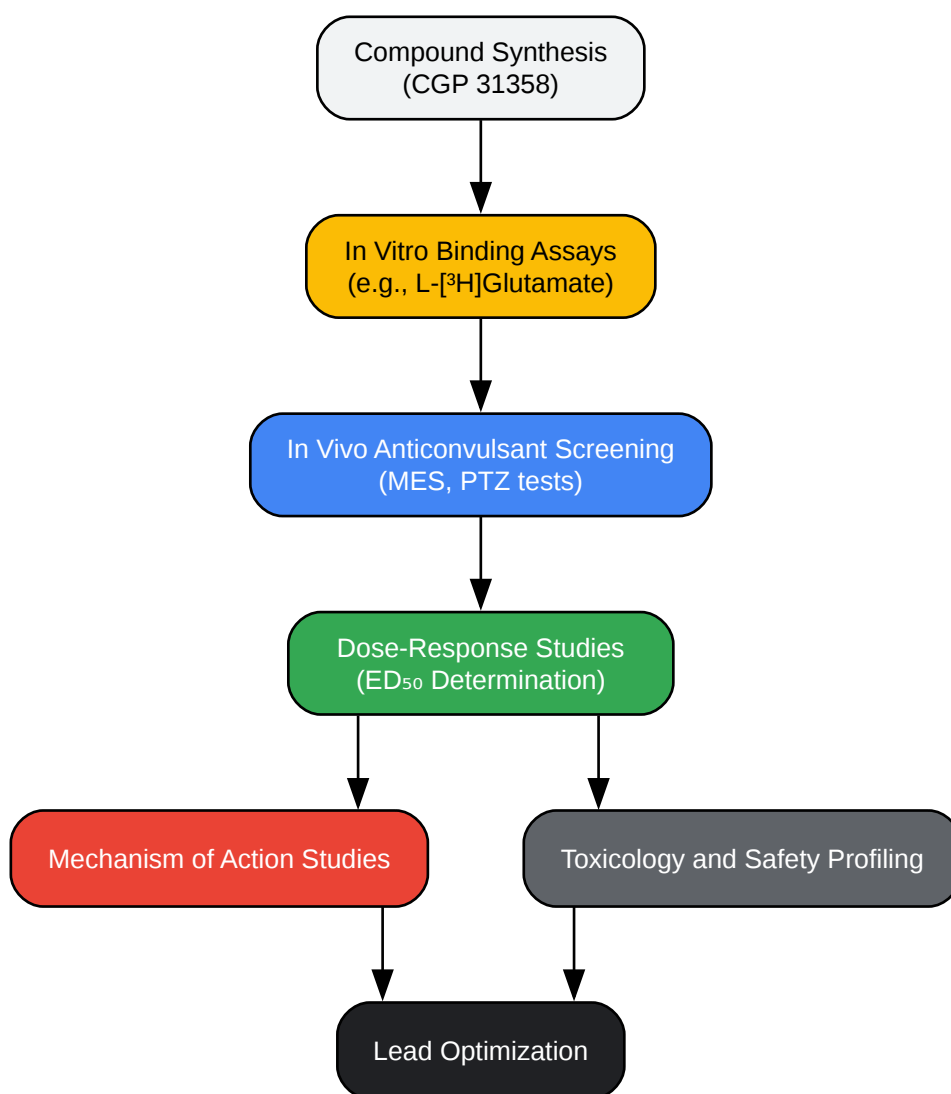 Compound Synthesis
(CGP 31358)
In Vitro Binding Assays
(e.g., L-[³H]Glutamate)
In Vivo Anticonvulsant Screening
(MES, PTZ tests)
Dose-Response Studies
(ED₅₀ Determination)
Mechanism of Action Studies
Toxicology and Safety Profiling
Lead Optimization